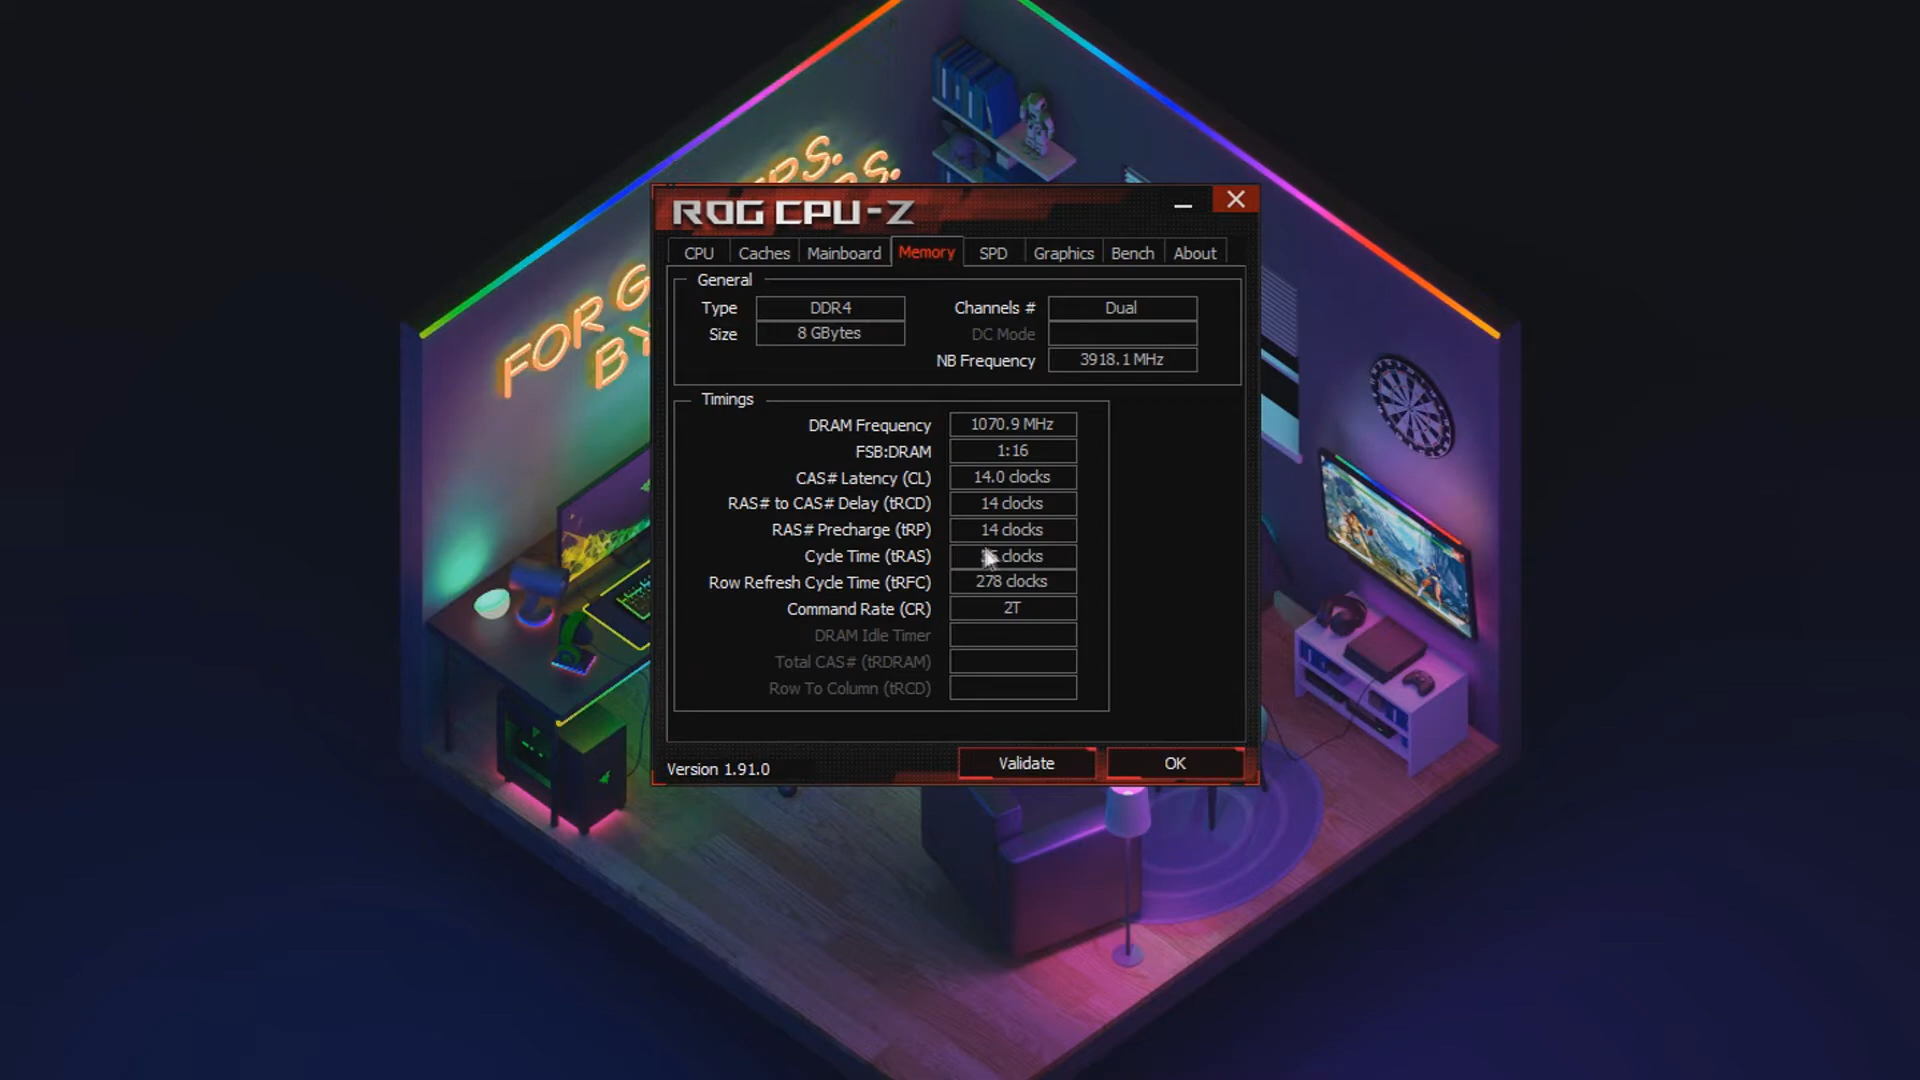 FOR G
BY
ROG CPU-Z
CPU Caches Mainboard Memory SPD Graphics Bench About
General
Type DDR4 Channels # Dual
Size 8 GBytes DC Mode
NB Frequency 3918.1 MHz
Timings
DRAM Frequency 1070.9 MHz
FSB:DRAM 1:16
CAS# Latency (CL) 14.0 clocks
RAS# to CAS# Delay (tRCD) 14 clocks
RAS# Precharge (tRP) 14 clocks
Cycle Time (tRAS) clocks
Row Refresh Cycle Time (tRFC) 278 clocks
Command Rate (CR) 2T
DRAM Idle Timer
Total CAS# (tRDRAM)
Row To Column (tRCD)
Version 1.91.0 Validate OK